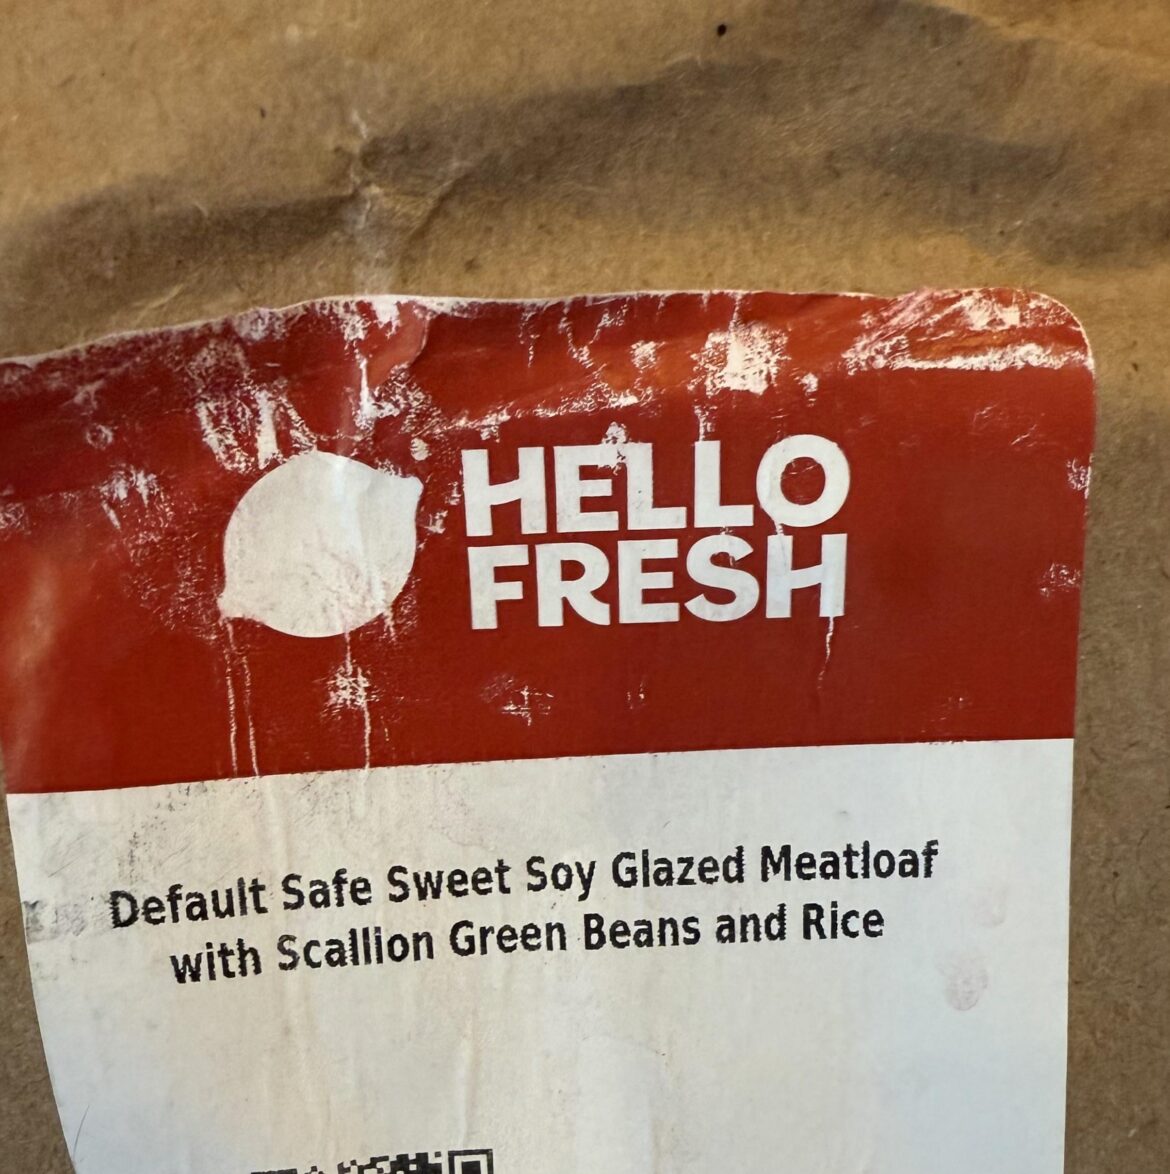 HELLO
FRESH
Default Safe Sweet Soy Glazed Meatloaf
with Scallion Green Beans and Rice